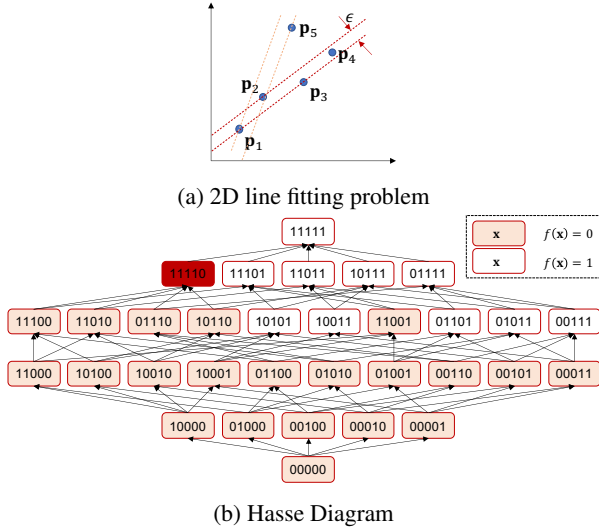 ϵ
p₅
p₄
p₂
p₃
p₁
(a) 2D line fitting problem
11111
x f(x) = 0
x f(x) = 1
11110 11101 11011 10111 01111
11100 11010 01110 10110 10101 10011 11001 01101 01011 00111
11000 10100 10010 10001 01100 01010 01001 00110 00101 00011
10000 01000 00100 00010 00001
00000
(b) Hasse Diagram